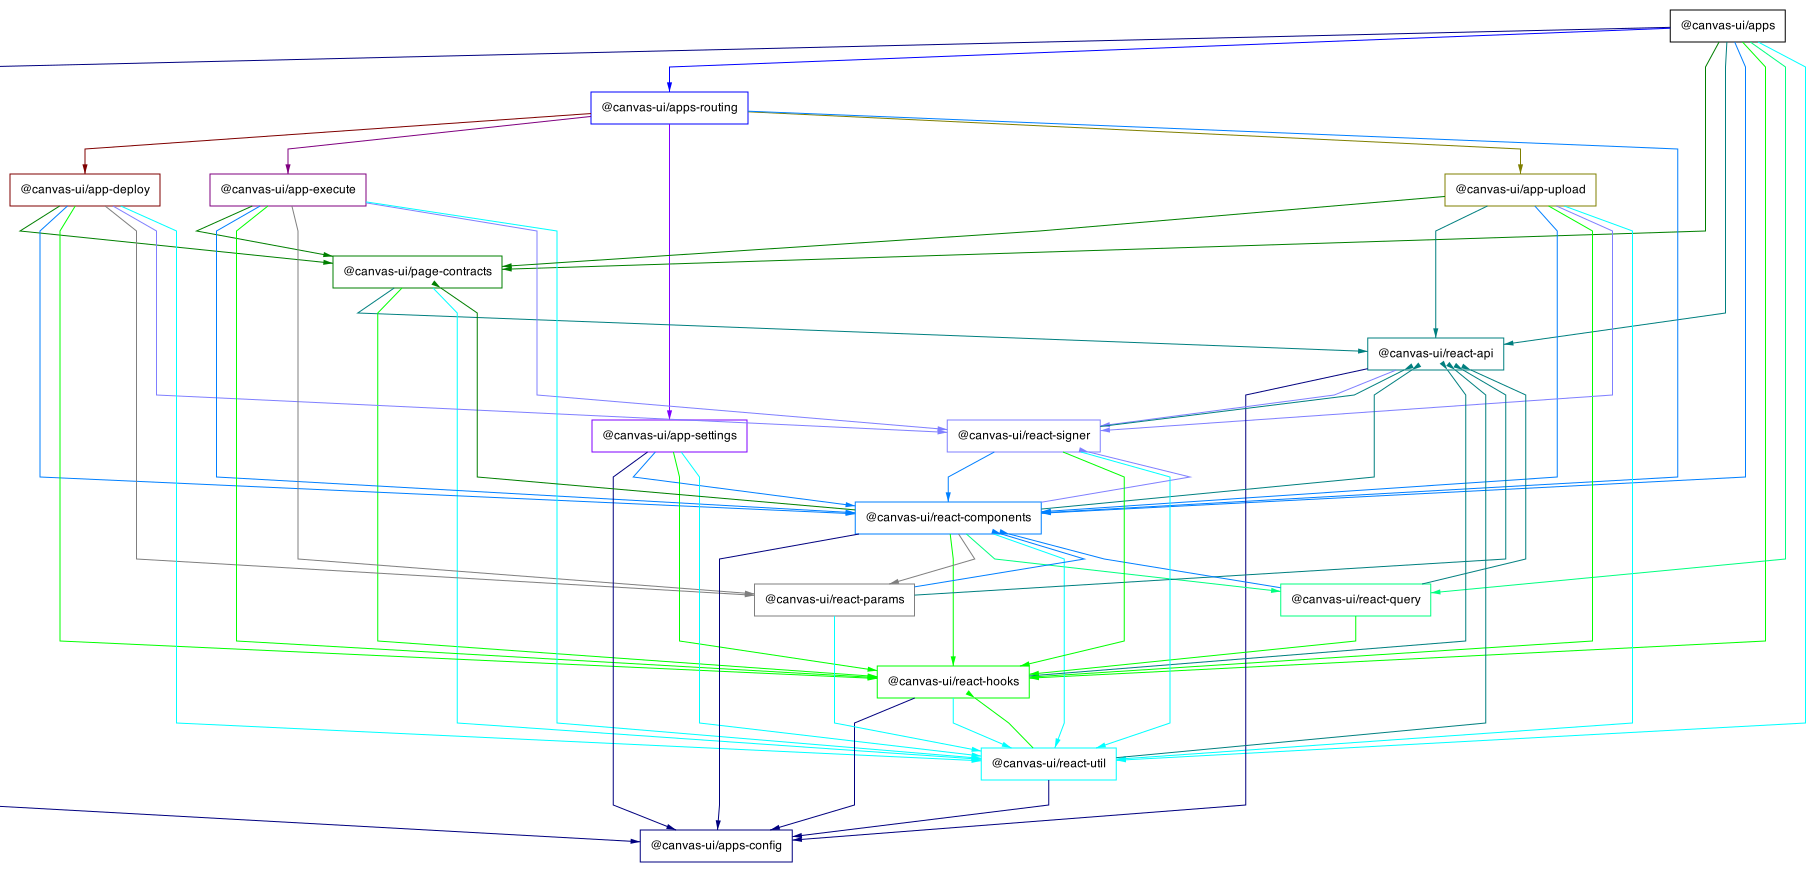 @canvas-ui/apps
@canvas-ui/apps-routing
@canvas-ui/app-deploy
@canvas-ui/app-execute
@canvas-ui/app-upload
@canvas-ui/page-contracts
@canvas-ui/react-api
@canvas-ui/app-settings
@canvas-ui/react-signer
@canvas-ui/react-components
@canvas-ui/react-params
@canvas-ui/react-query
@canvas-ui/react-hooks
@canvas-ui/react-util
@canvas-ui/apps-config